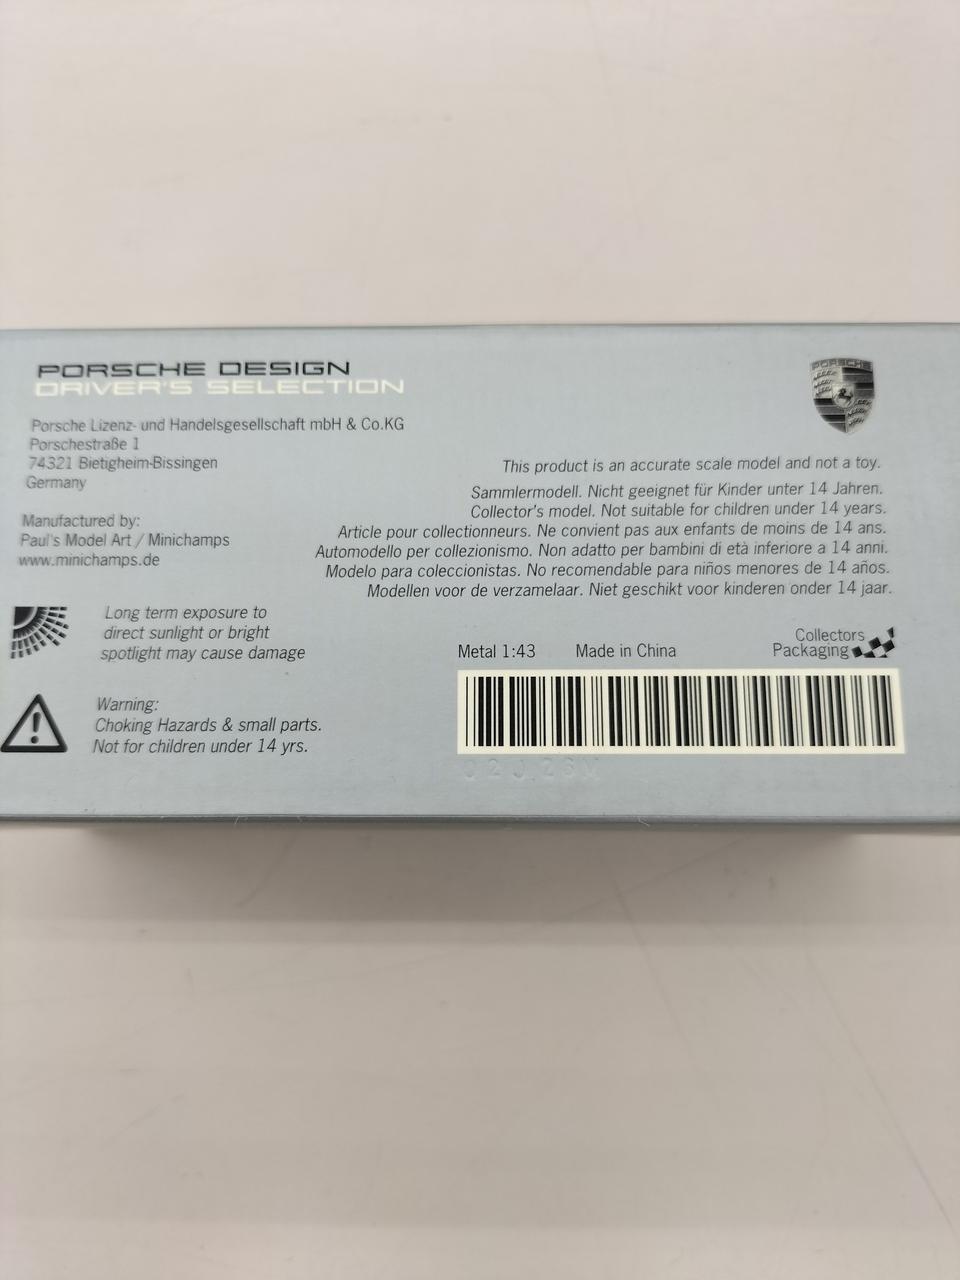 PORSCHE DESIGN
DRIVER'S SELECTION
PORSCHE
Porsche Lizenz- und Handelsgesellschaft mbH & Co.KG
Porschestraße 1
74321 Bietigheim-Bissingen
Germany
Manufactured by:
Paul's Model Art / Minichamps
www.minichamps.de
This product is an accurate scale model and not a toy.
Sammlermodell. Nicht geeignet für Kinder unter 14 Jahren.
Collector's model. Not suitable for children under 14 years.
Article pour collectionneurs. Ne convient pas aux enfants de moins de 14 ans.
Automodello per collezionismo. Non adatto per bambini di età inferiore a 14 anni.
Modelo para coleccionistas. No recomendable para niños menores de 14 años.
Modellen voor de verzamelaar. Niet geschikt voor kinderen onder 14 jaar.
Long term exposure to
direct sunlight or bright
spotlight may cause damage
Warning:
Choking Hazards & small parts.
Not for children under 14 yrs.
Metal 1:43
Made in China
Collectors
Packaging